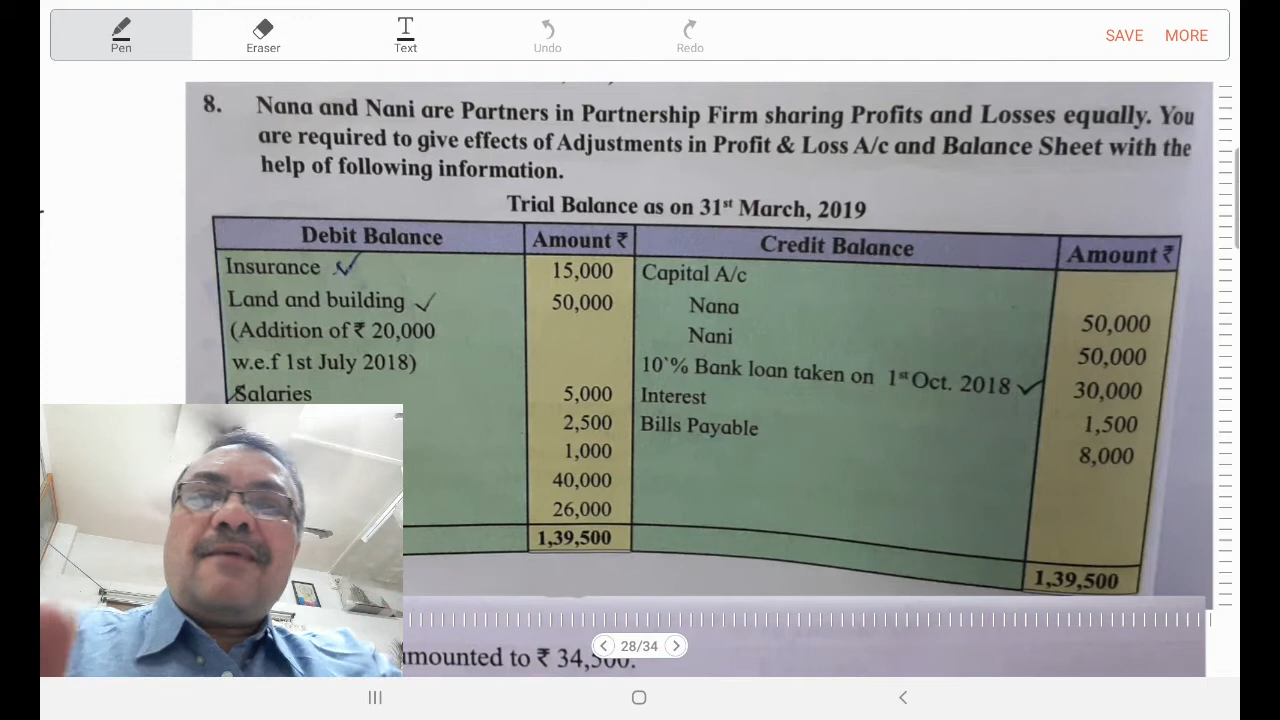 Pen
Eraser
T
Text
Undo
Redo
SAVE
MORE
8. Nana and Nani are Partners in Partnership Firm sharing Profits and Losses equally. You
are required to give effects of Adjustments in Profit & Loss A/c and Balance Sheet with the
help of following information.
Trial Balance as on 31st March, 2019
Debit Balance Amount ₹ Credit Balance Amount ₹
Insurance 15,000 Capital A/c
Land and building 50,000 Nana 50,000
(Addition of ₹ 20,000 Nani 50,000
w.e.f 1st July 2018) 10`% Bank loan taken on 1st Oct. 2018 30,000
Salaries 5,000 Interest 1,500
2,500 Bills Payable 8,000
1,000
40,000
26,000
1,39,500 1,39,500
28/34
mounted to ₹ 34,500.